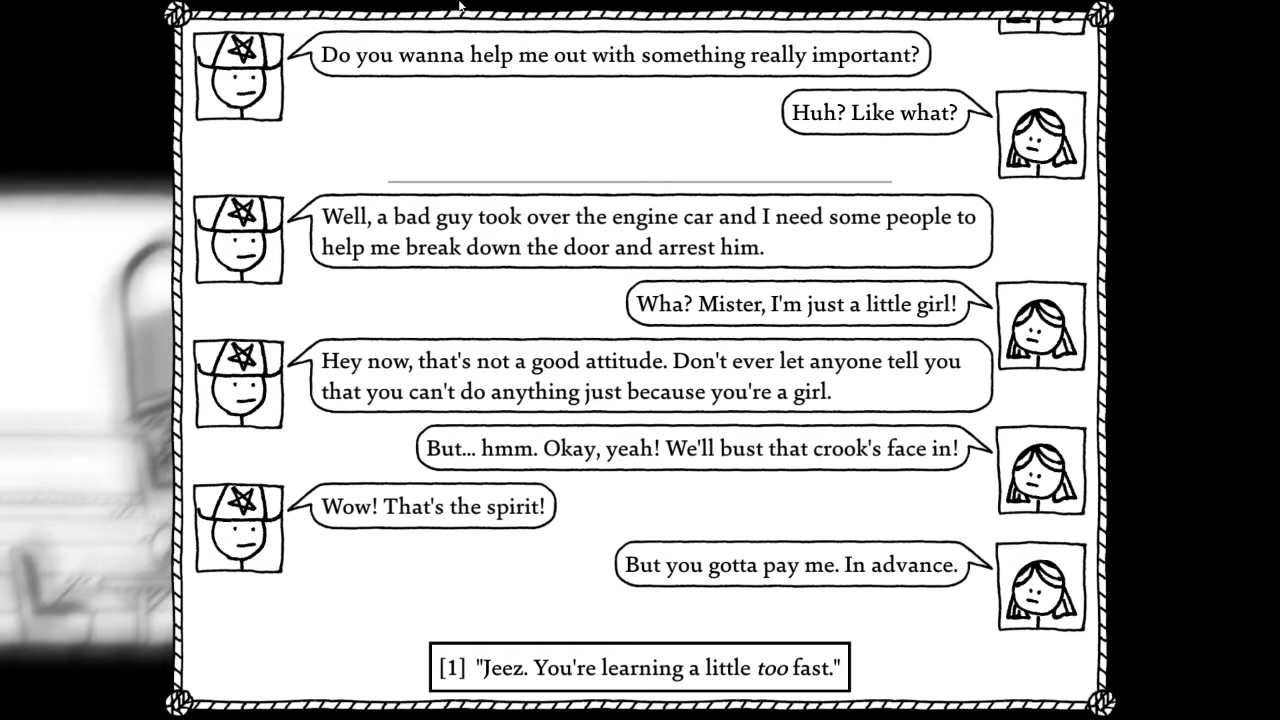 Do you wanna help me out with something really important?
Huh? Like what?
Well, a bad guy took over the engine car and I need some people to
help me break down the door and arrest him.
Wha? Mister, I'm just a little girl!
Hey now, that's not a good attitude. Don't ever let anyone tell you
that you can't do anything just because you're a girl.
But... hmm. Okay, yeah! We'll bust that crook's face in!
Wow! That's the spirit!
But you gotta pay me. In advance.
[1] "Jeez. You're learning a little too fast."